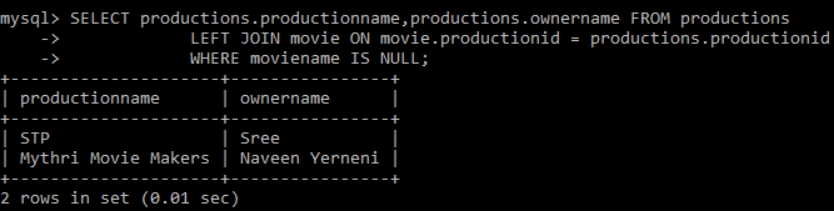 mysql> SELECT productions.productionname,productions.ownername FROM productions
    ->              LEFT JOIN movie ON movie.productionid = productions.productionid
    ->              WHERE moviename IS NULL;
+---------------------+----------------+
| productionname      | ownername      |
+---------------------+----------------+
| STP                 | Sree           |
| Mythri Movie Makers | Naveen Yerneni |
+---------------------+----------------+
2 rows in set (0.01 sec)